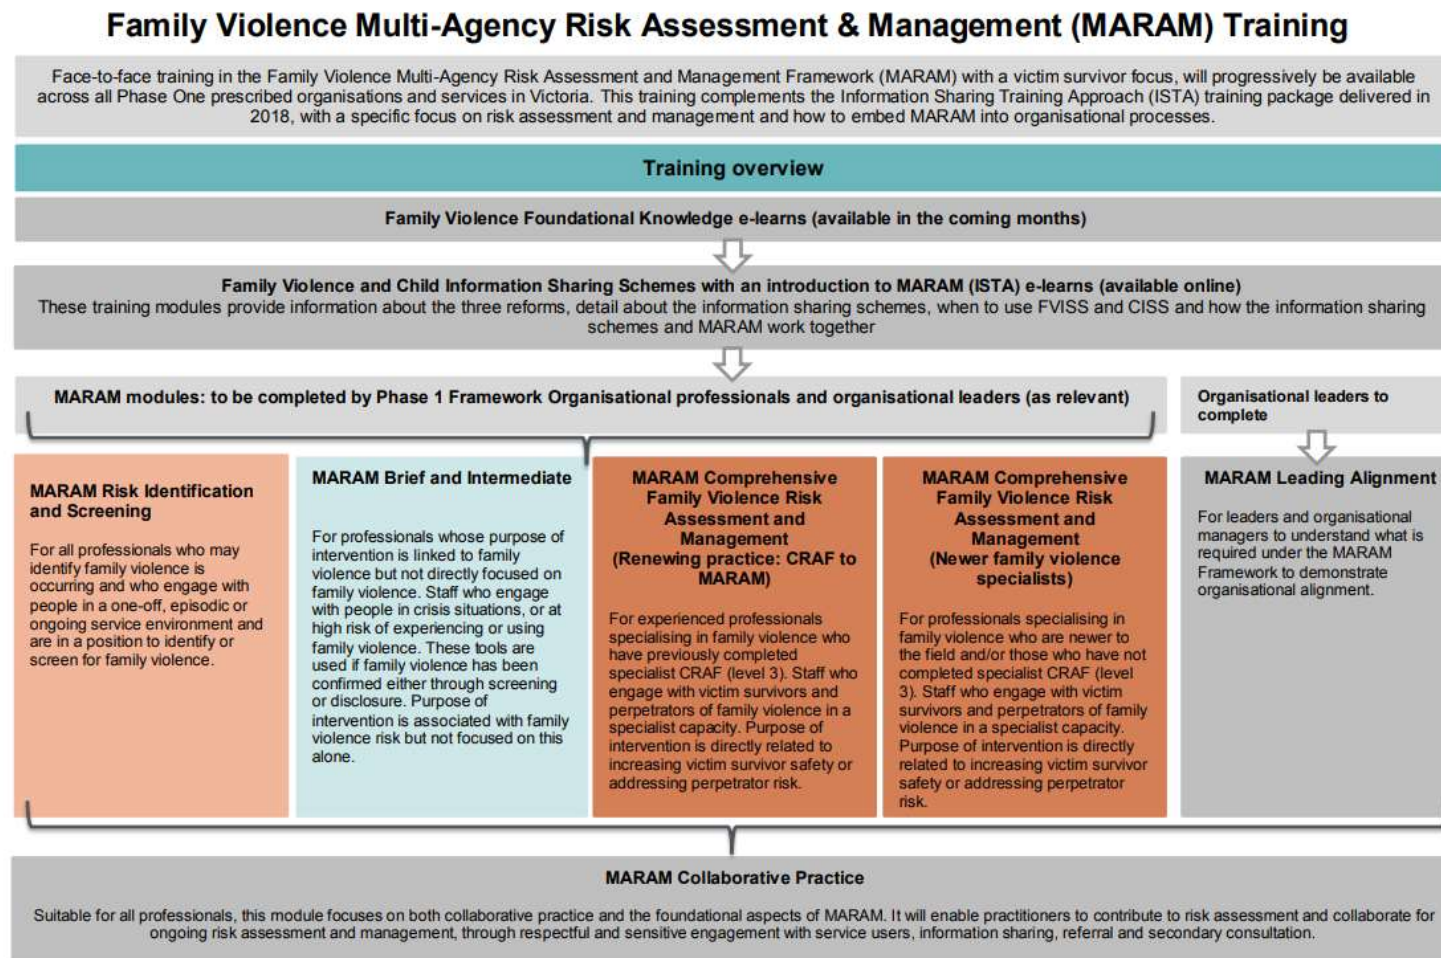 Family Violence Multi-Agency Risk Assessment & Management (MARAM) Training
Face-to-face training in the Family Violence Multi-Agency Risk Assessment and Management Framework (MARAM) with a victim survivor focus, will progressively be available
across all Phase One prescribed organisations and services in Victoria. This training complements the Information Sharing Training Approach (ISTA) training package delivered in
2018, with a specific focus on risk assessment and management and how to embed MARAM into organisational processes.
Training overview
Family Violence Foundational Knowledge e-learns (available in the coming months)
Family Violence and Child Information Sharing Schemes with an introduction to MARAM (ISTA) e-learns (available online)
These training modules provide information about the three reforms, detail about the information sharing schemes, when to use FVISS and CISS and how the information sharing
schemes and MARAM work together
MARAM modules: to be completed by Phase 1 Framework Organisational professionals and organisational leaders (as relevant)
Organisational leaders to
complete
MARAM Risk Identification
and Screening
For all professionals who may
identify family violence is
occurring and who engage with
people in a one-off, episodic or
ongoing service environment and
are in a position to identify or
screen for family violence.
MARAM Brief and Intermediate
For professionals whose purpose of
intervention is linked to family
violence but not directly focused on
family violence. Staff who engage
with people in crisis situations, or at
high risk of experiencing or using
family violence. These tools are
used if family violence has been
confirmed either through screening
or disclosure. Purpose of
intervention is associated with family
violence risk but not focused on this
alone.
MARAM Comprehensive
Family Violence Risk
Assessment and
Management
(Renewing practice: CRAF to
MARAM)
For experienced professionals
specialising in family violence who
have previously completed
specialist CRAF (level 3). Staff who
engage with victim survivors and
perpetrators of family violence in a
specialist capacity. Purpose of
intervention is directly related to
increasing victim survivor safety or
addressing perpetrator risk.
MARAM Comprehensive
Family Violence Risk
Assessment and
Management
(Newer family violence
specialists)
For professionals specialising in
family violence who are newer to
the field and/or those who have not
completed specialist CRAF (level
3). Staff who engage with victim
survivors and perpetrators of family
violence in a specialist capacity.
Purpose of intervention is directly
related to increasing victim survivor
safety or addressing perpetrator
risk.
MARAM Leading Alignment
For leaders and organisational
managers to understand what is
required under the MARAM
Framework to demonstrate
organisational alignment.
MARAM Collaborative Practice
Suitable for all professionals, this module focuses on both collaborative practice and the foundational aspects of MARAM. It will enable practitioners to contribute to risk assessment and collaborate for
ongoing risk assessment and management, through respectful and sensitive engagement with service users, information sharing, referral and secondary consultation.